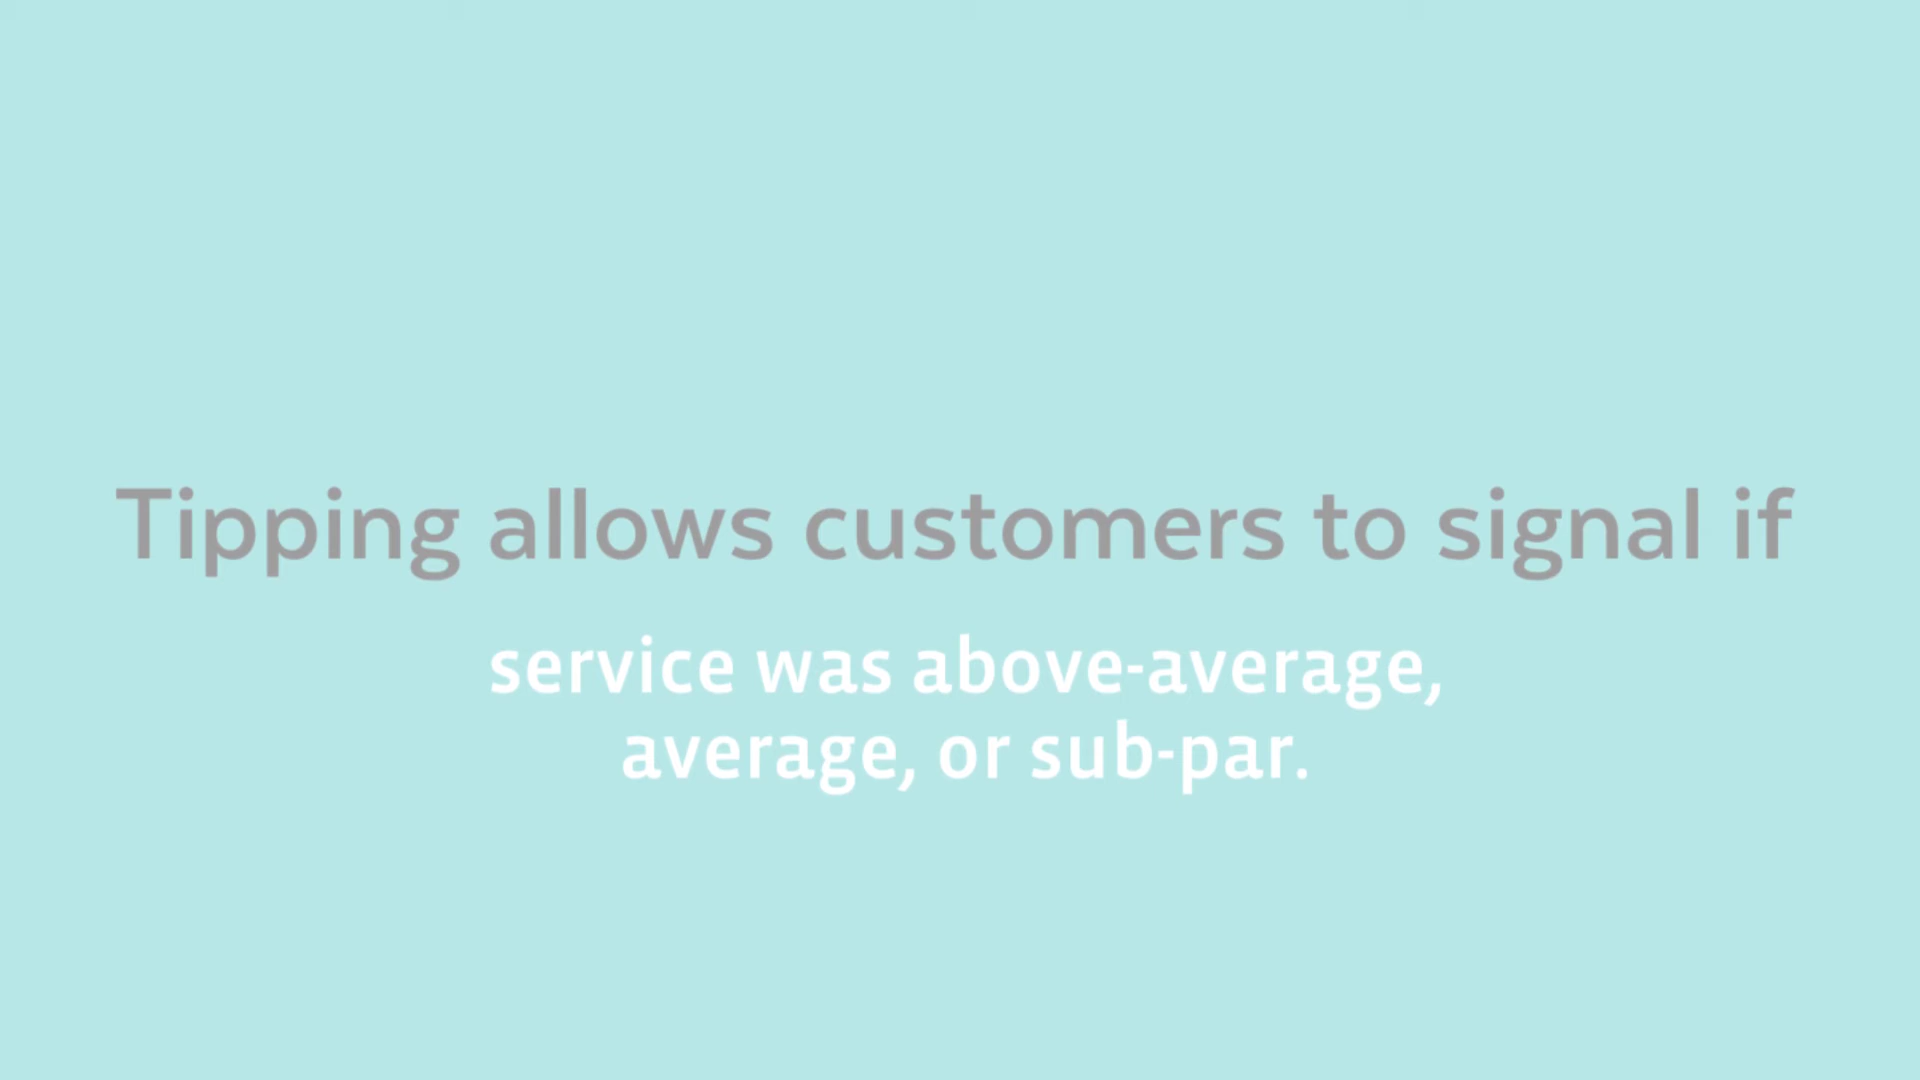 Tipping allows customers to signal if
service was above-average,
average, or sub-par.